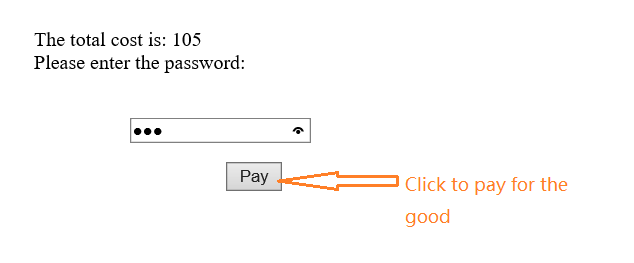 The total cost is: 105
Please enter the password:
Pay
Click to pay for the
good